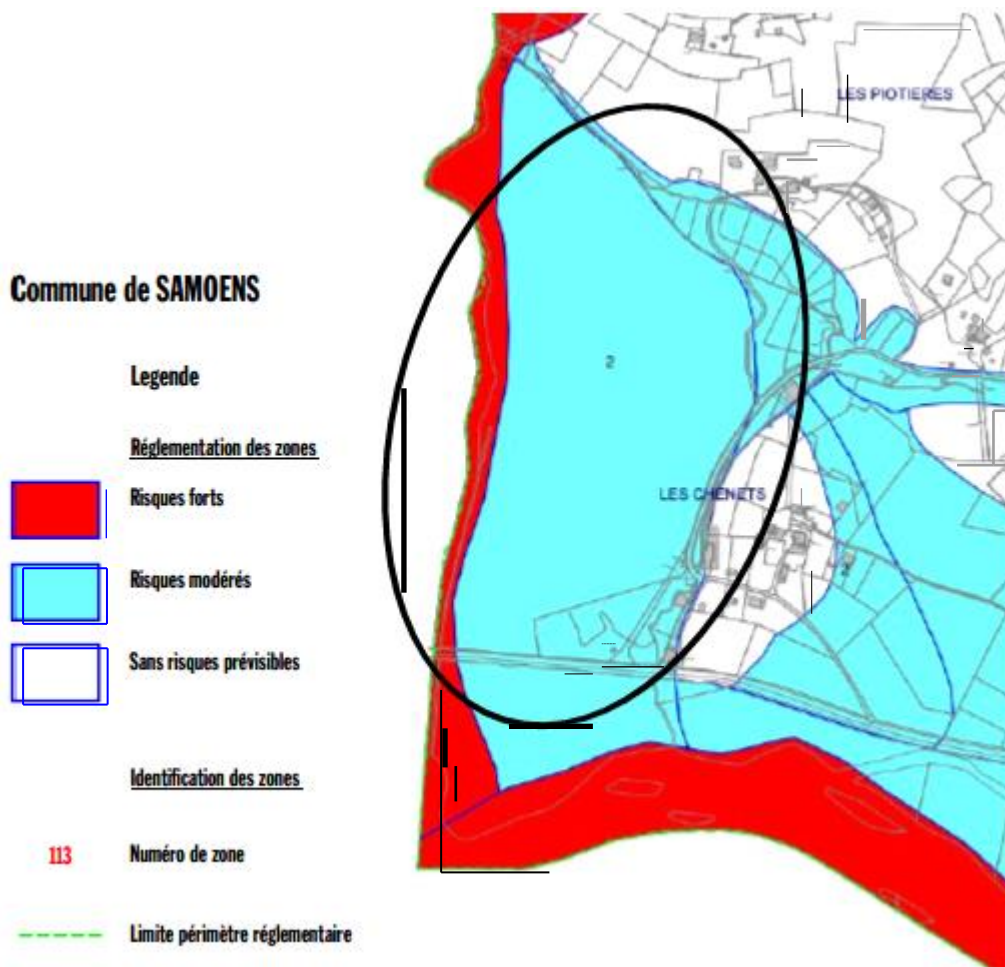 LES PIOTIERES
Commune de SAMOENS
Legende
2
Réglementation des zones
Risques forts
LES CHENETS
Risques modérés
2
Sans risques prévisibles
Identification des zones
113 Numéro de zone
Limite périmètre réglementaire